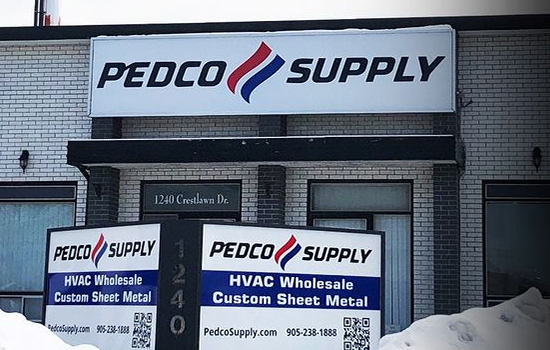 PEDCO SUPPLY
1240 Crestlawn Dr.
PEDCO SUPPLY
HVAC Wholesale
Custom Sheet Metal
PedcoSupply.com 905-238-1888
1240
PEDCO SUPPLY
HVAC Wholesale
Custom Sheet Metal
PedcoSupply.com 905-238-1888